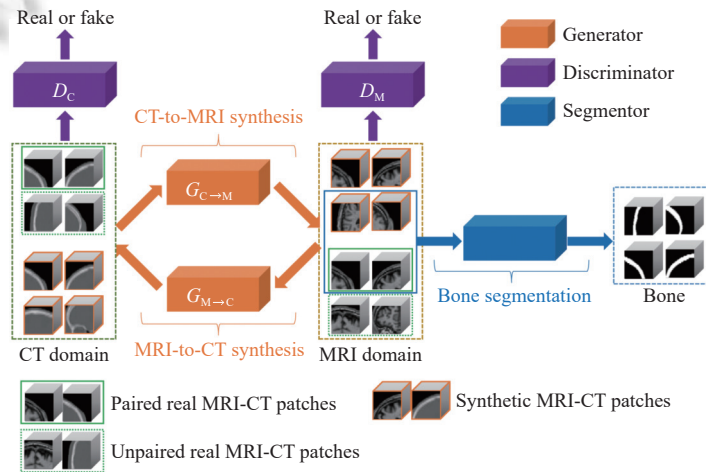 Real or fake
Real or fake
Generator
Discriminator
Segmentor
D_C
D_M
CT-to-MRI synthesis
G_C→M
G_M→C
Bone segmentation
Bone
MRI-to-CT synthesis
CT domain
MRI domain
Paired real MRI-CT patches
Synthetic MRI-CT patches
Unpaired real MRI-CT patches